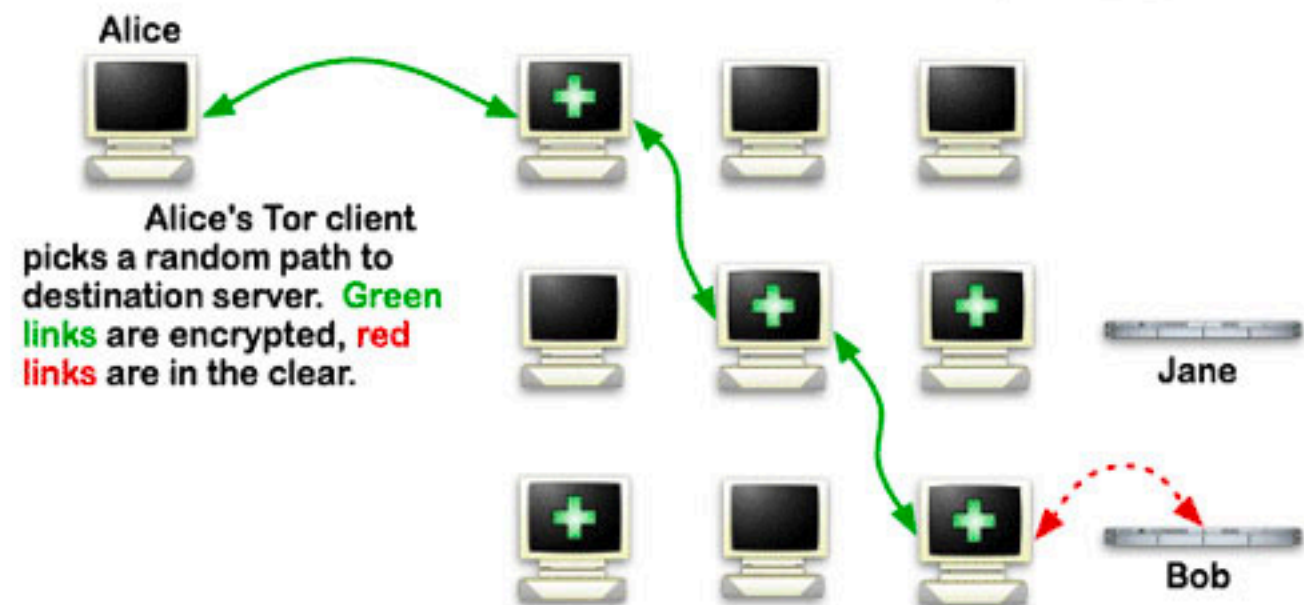 Alice
Alice's Tor client
picks a random path to
destination server. Green
links are encrypted, red
links are in the clear.
Jane
Bob